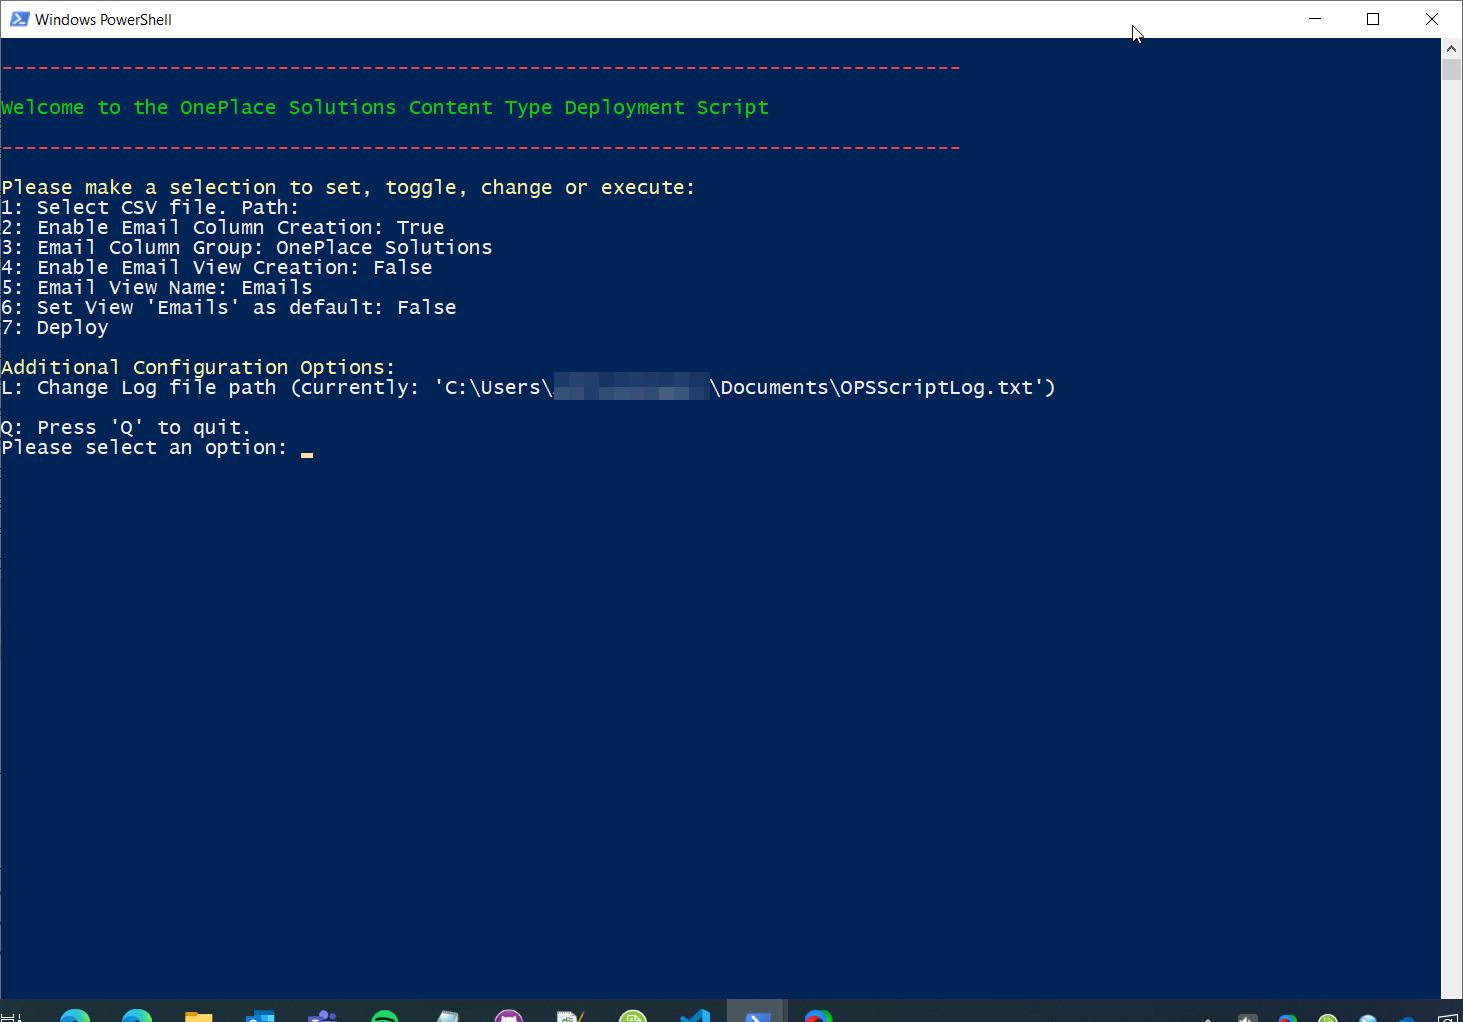 Windows PowerShell
--------------------------------------------------------------------------------
Welcome to the OnePlace Solutions Content Type Deployment Script
--------------------------------------------------------------------------------
Please make a selection to set, toggle, change or execute:
1: Select CSV file. Path:
2: Enable Email Column Creation: True
3: Email Column Group: OnePlace Solutions
4: Enable Email View Creation: False
5: Email View Name: Emails
6: Set View 'Emails' as default: False
7: Deploy
Additional Configuration Options:
L: Change Log file path (currently: 'C:\Users\ \Documents\OPSScriptLog.txt')
Q: Press 'Q' to quit.
Please select an option: